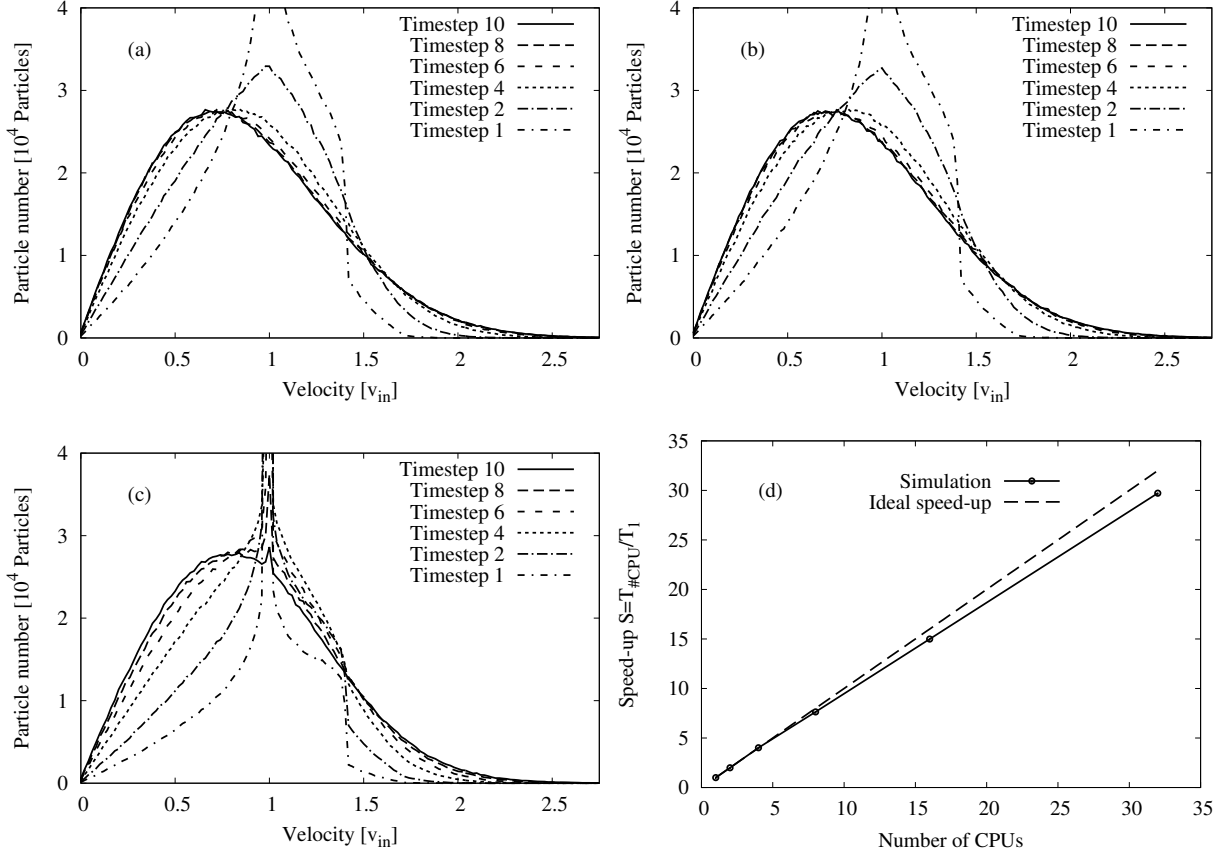 4
3
2
1
0
Particle number [10⁴ Particles]
(a)
Timestep 10
Timestep 8
Timestep 6
Timestep 4
Timestep 2
Timestep 1
0 0.5 1 1.5 2 2.5
Velocity [v_in]
4
3
2
1
0
Particle number [10⁴ Particles]
(b)
Timestep 10
Timestep 8
Timestep 6
Timestep 4
Timestep 2
Timestep 1
0 0.5 1 1.5 2 2.5
Velocity [v_in]
4
3
2
1
0
Particle number [10⁴ Particles]
(c)
Timestep 10
Timestep 8
Timestep 6
Timestep 4
Timestep 2
Timestep 1
0 0.5 1 1.5 2 2.5
Velocity [v_in]
35
30
25
20
15
10
5
0
Speed-up S=T_#CPU/T_1
(d)
Simulation
Ideal speed-up
0 5 10 15 20 25 30 35
Number of CPUs